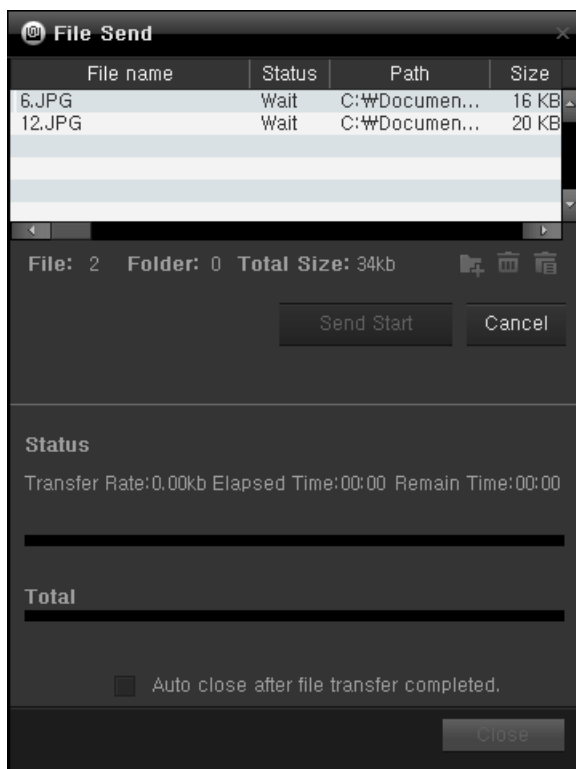 File Send
File name Status Path Size
6.JPG Wait C:₩Documen... 16 KB
12.JPG Wait C:₩Documen... 20 KB
File: 2 Folder: 0 Total Size: 34kb
Send Start Cancel
Status
Transfer Rate:0.00kb Elapsed Time:00:00 Remain Time:00:00
Total
Auto close after file transfer completed.
Close